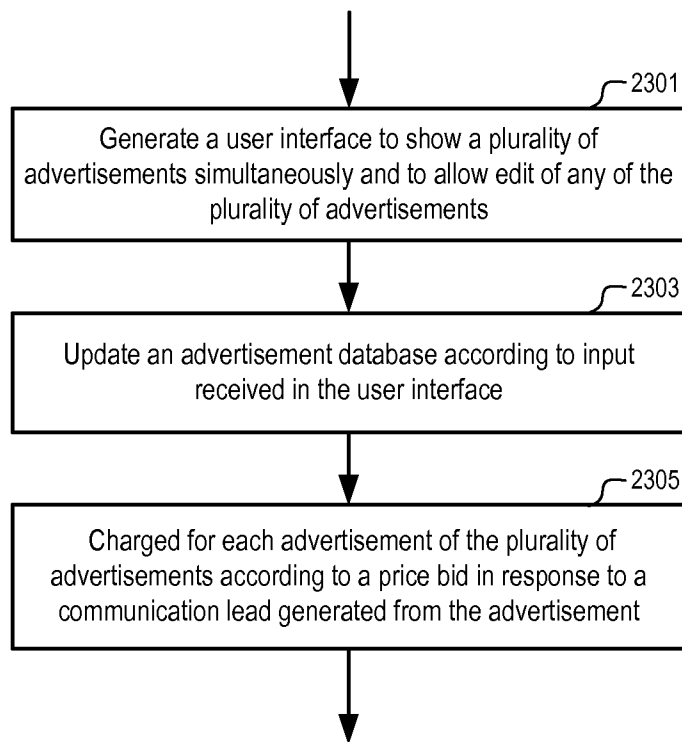 2301
Generate a user interface to show a plurality of
advertisements simultaneously and to allow edit of any of the
plurality of advertisements
2303
Update an advertisement database according to input
received in the user interface
2305
Charged for each advertisement of the plurality of
advertisements according to a price bid in response to a
communication lead generated from the advertisement